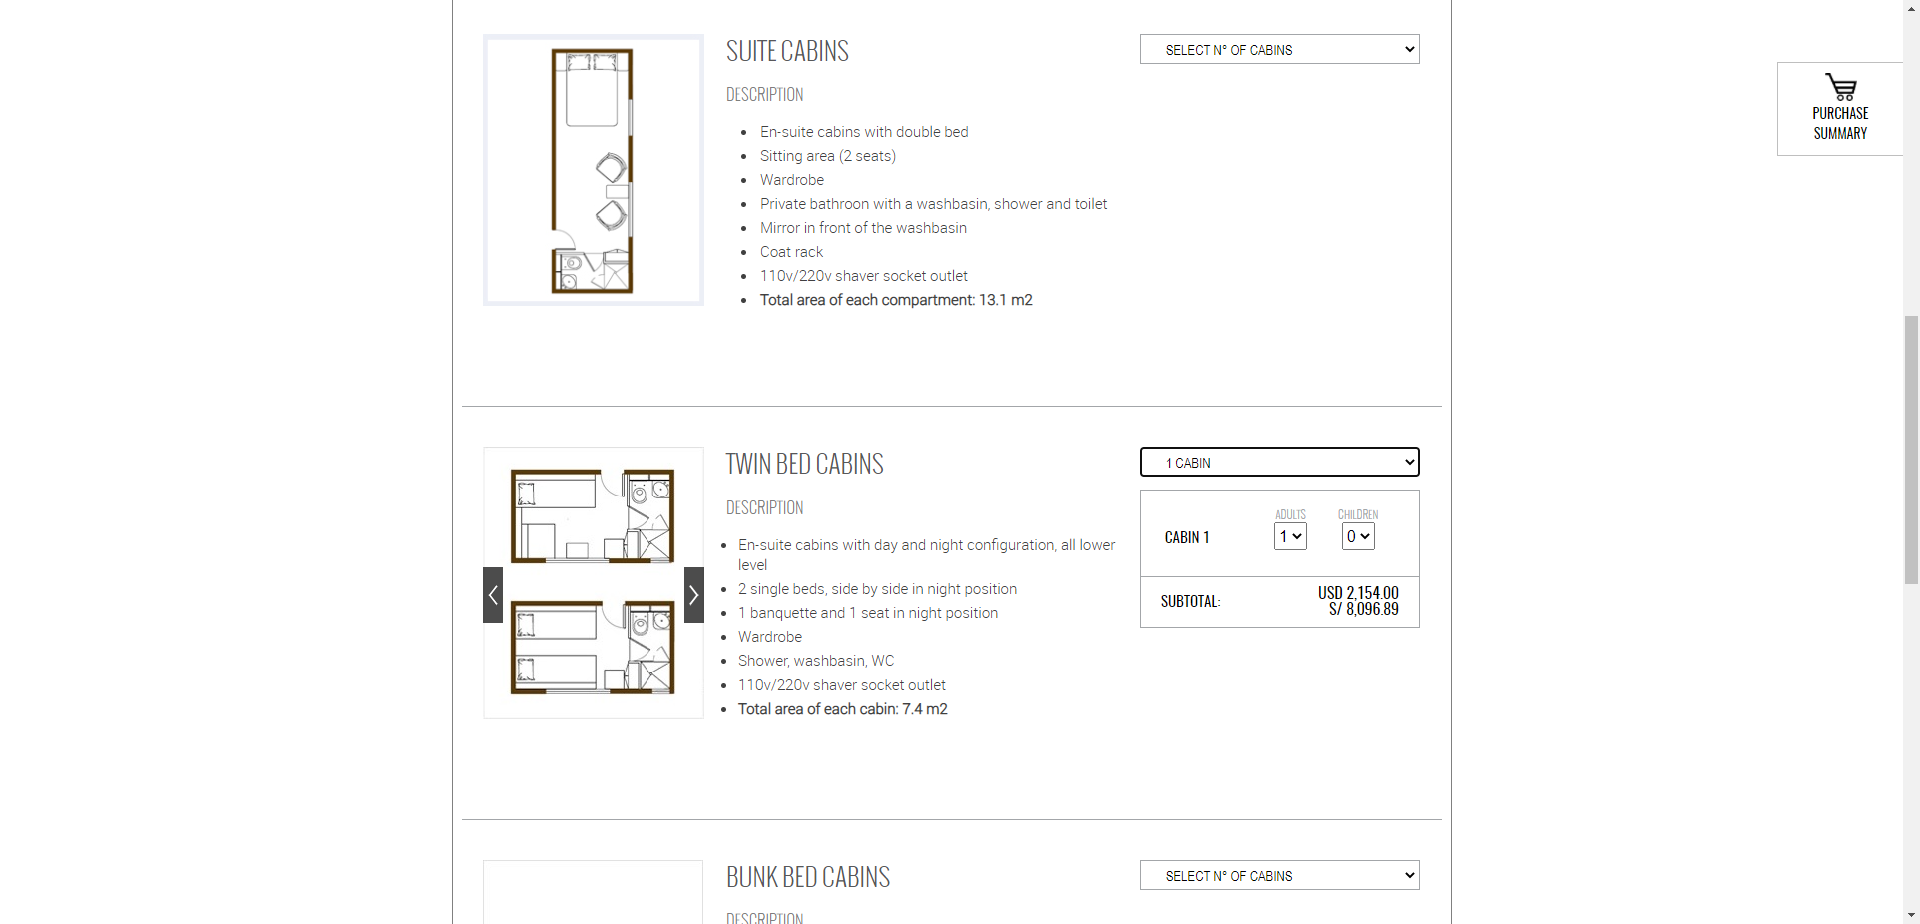 SUITE CABINS
SELECT N° OF CABINS
DESCRIPTION
En-suite cabins with double bed
Sitting area (2 seats)
Wardrobe
Private bathroon with a washbasin, shower and toilet
Mirror in front of the washbasin
Coat rack
110v/220v shaver socket outlet
Total area of each compartment: 13.1 m2
PURCHASE
SUMMARY
TWIN BED CABINS
1 CABIN
DESCRIPTION
En-suite cabins with day and night configuration, all lower
level
2 single beds, side by side in night position
1 banquette and 1 seat in night position
Wardrobe
Shower, washbasin, WC
110v/220v shaver socket outlet
Total area of each cabin: 7.4 m2
ADULTS CHILDREN
CABIN 1 1 0
SUBTOTAL: USD 2,154.00
S/ 8,096.89
BUNK BED CABINS
SELECT N° OF CABINS
DESCRIPTION